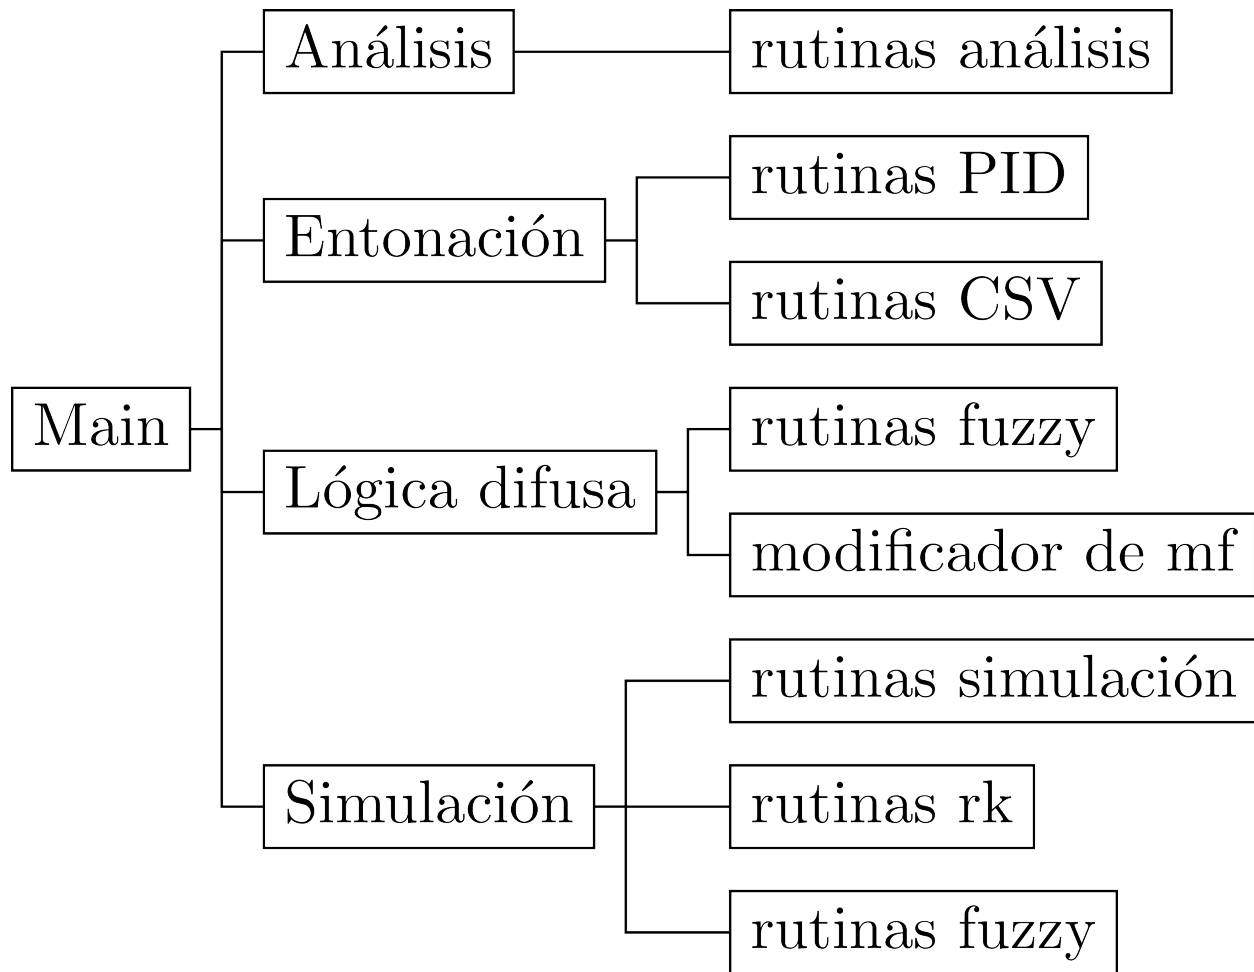 Análisis
rutinas análisis
rutinas PID
Entonación
rutinas CSV
Main
rutinas fuzzy
Lógica difusa
modificador de mf
rutinas simulación
Simulación
rutinas rk
rutinas fuzzy